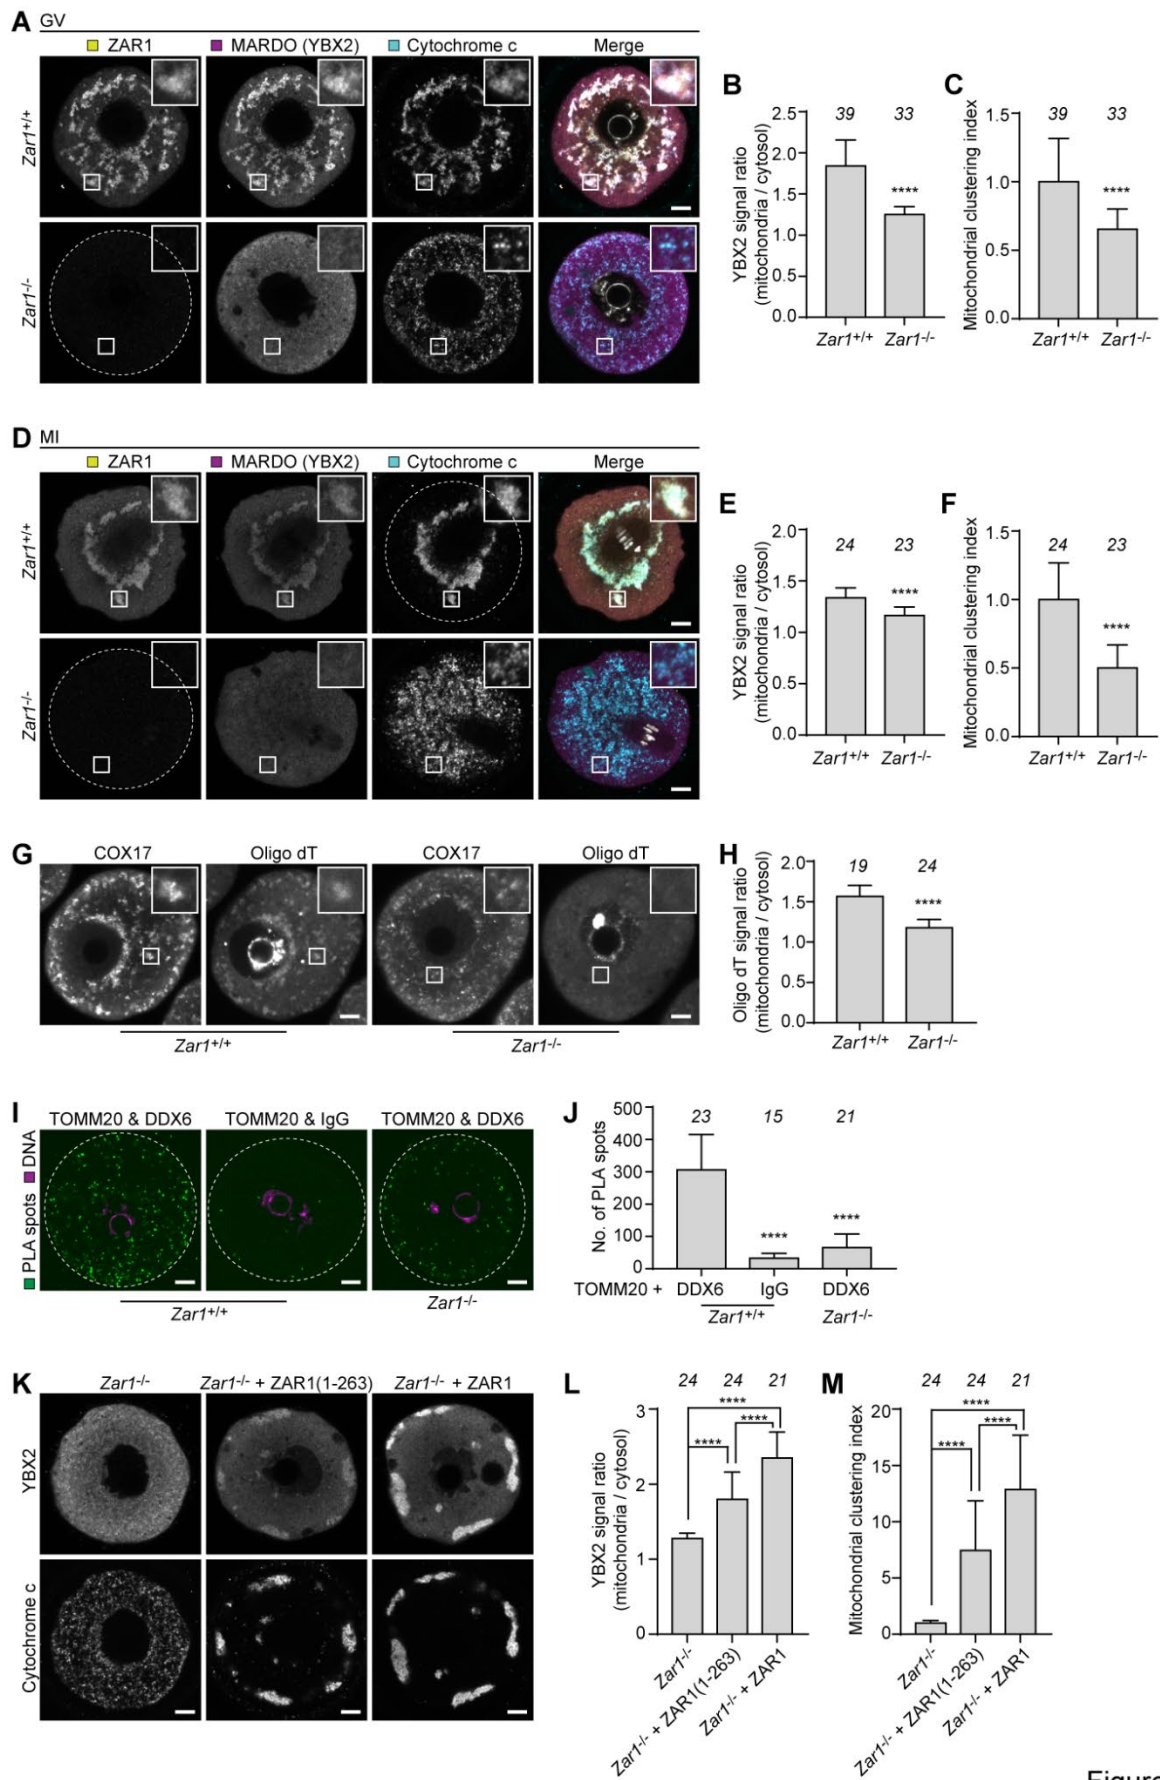 A GV
ZAR1 MARDO (YBX2) Cytochrome c Merge
Zar1+/+
Zar1-/-
B
YBX2 signal ratio
(mitochondria / cytosol)
2.5
2.0
1.5
1.0
0.5
0.0
39 33
****
Zar1+/+ Zar1-/-
C
Mitochondrial clustering index
1.5
1.0
0.5
0.0
39 33
****
Zar1+/+ Zar1-/-
D MI
ZAR1 MARDO (YBX2) Cytochrome c Merge
Zar1+/+
Zar1-/-
E
YBX2 signal ratio
(mitochondria / cytosol)
2.0
1.5
1.0
0.5
0.0
24 23
****
Zar1+/+ Zar1-/-
F
Mitochondrial clustering index
1.5
1.0
0.5
0.0
24 23
****
Zar1+/+ Zar1-/-
G
COX17 Oligo dT COX17 Oligo dT
Zar1+/+ Zar1-/-
H
Oligo dT signal ratio
(mitochondria / cytosol)
2.0
1.5
1.0
0.5
0.0
19 24
****
Zar1+/+ Zar1-/-
I
TOMM20 & DDX6 TOMM20 & IgG TOMM20 & DDX6
PLA spots DNA
Zar1+/+ Zar1-/-
J
No. of PLA spots
500
400
300
200
100
0
23 15 21
**** ****
TOMM20 + DDX6 IgG DDX6
Zar1+/+ Zar1-/-
K
Zar1-/- Zar1-/- + ZAR1(1-263) Zar1-/- + ZAR1
YBX2
Cytochrome c
L
YBX2 signal ratio
(mitochondria / cytosol)
3
2
1
0
24 24 21
****
**** ****
Zar1-/-
Zar1-/- + ZAR1(1-263)
Zar1-/- + ZAR1
M
Mitochondrial clustering index
20
15
10
5
0
24 24 21
****
**** ****
Zar1-/-
Zar1-/- + ZAR1(1-263)
Zar1-/- + ZAR1
Figure